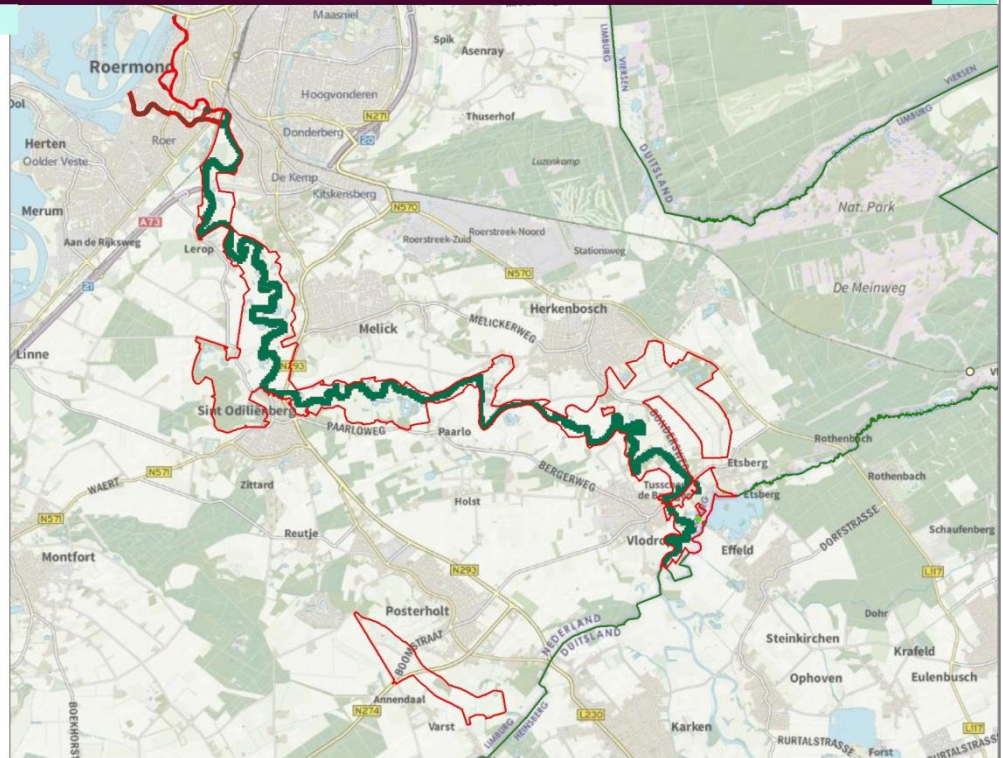 Maasniel
Spik
Asenray
Roermond
LIMBURG
VIERSEN
VIERSEN
LIMBURG
Hoogvonderen
N271
Thuserhof
Donderberg
20
Herten
Roer
Ooler Veste
Luzenkamp
DUITSLAND
De Kemp
Kitskensberg
Nat. Park
Merum
N570
A73
Aan de Rijksweg
Lerop
Roerstreek-Zuid
Roerstreek-Noord
Stationsweg
N570
21
De Meinweg
Herkenbosch
Melick
MELICKERWEG
Linne
N293
Sint Odiliënberg
PAARLOWEG
Paarlo
Rothenbach
Etsberg
BERGERWEG
Rothenbach
N571
WAERT
Zittard
Etsberg
Holst
N571
DORFSTRASSE
Reutje
Schaufenberg
Effeld
Montfort
N293
L117
Posterholt
Dohr
NEDERLAND
DUITSLAND
BOOMSTRAAT
Steinkirchen
Krafeld
Ophoven
Eulenbusch
Annendaal
N274
Varst
LIMBURG
HEINSBERG
L230
Karken
L117
RURTALSTRASSE
Forst